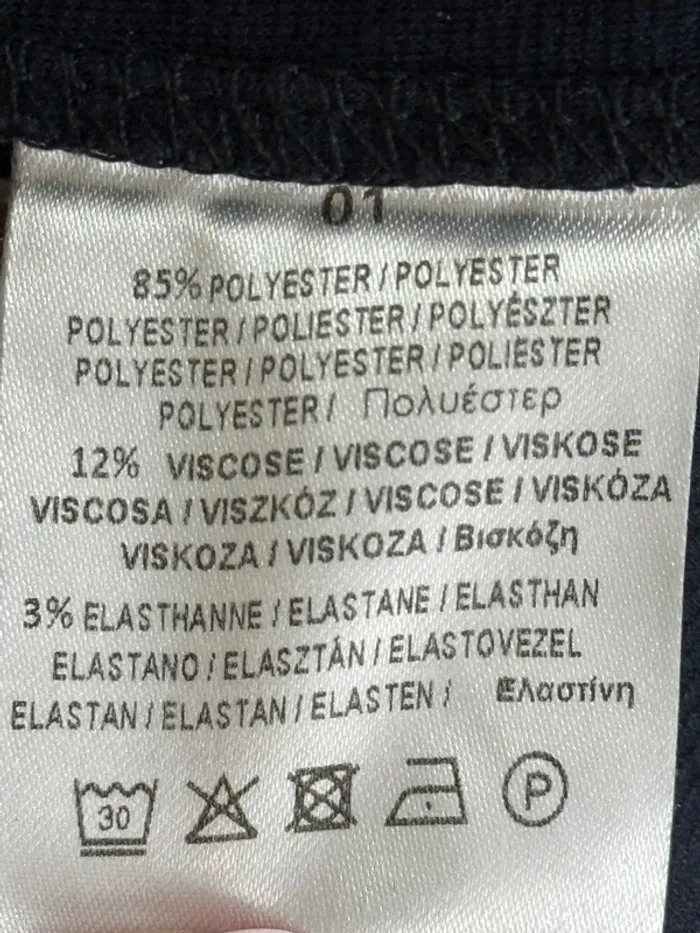 01
85% POLYESTER / POLYESTER
POLYESTER / POLIESTER / POLYÉSZTER
POLYESTER / POLYESTER / POLIESTER
POLYESTER / Πολυέστερ
12% VISCOSE / VISCOSE / VISKOSE
VISCOSA / VISZKÓZ / VISCOSE / VISKÓZA
VISKOZA / VISKOZA / Βισκόζη
3% ELASTHANNE / ELASTANE / ELASTHAN
ELASTANO / ELASZTÁN / ELASTOVEZEL
ELASTAN / ELASTAN / ELASTEN / Ελαστίνη
30 P